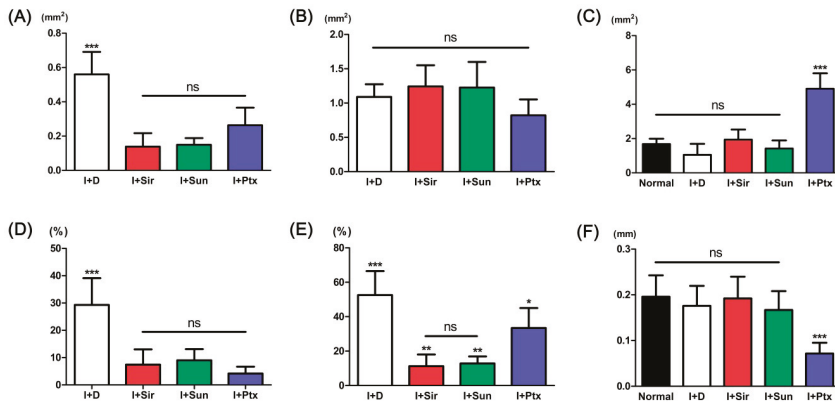 (A) (mm²)
***
ns
0.8
0.6
0.4
0.2
0.0
I+D I+Sir I+Sun I+Ptx
(B) (mm²)
ns
2.0
1.5
1.0
0.5
0.0
I+D I+Sir I+Sun I+Ptx
(C) (mm²)
***
ns
8
6
4
2
0
Normal I+D I+Sir I+Sun I+Ptx
(D) (%)
***
ns
50
40
30
20
10
0
I+D I+Sir I+Sun I+Ptx
(E) (%)
***
ns
** **
*
80
60
40
20
0
I+D I+Sir I+Sun I+Ptx
(F) (mm)
ns
***
0.3
0.2
0.1
0.0
Normal I+D I+Sir I+Sun I+Ptx